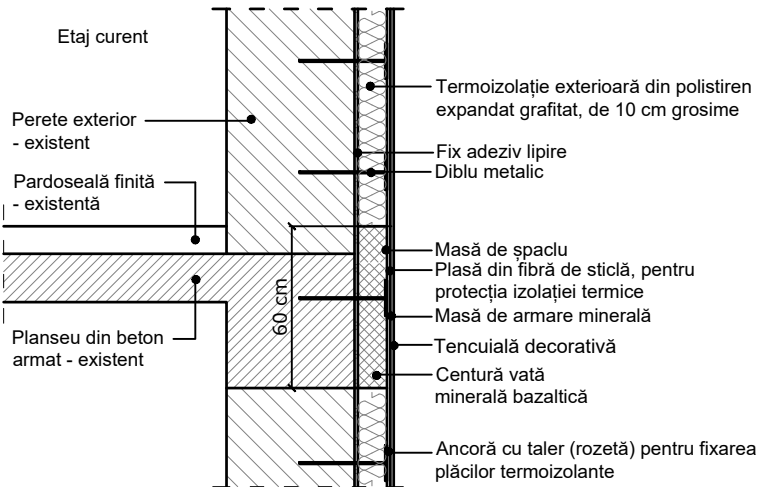 Etaj curent
Perete exterior
- existent
Pardoseală finită
- existentă
Planseu din beton
armat - existent
60 cm
Termoizolație exterioară din polistiren
expandat grafitat, de 10 cm grosime
Fix adeziv lipire
Diblu metalic
Masă de șpaclu
Plasă din fibră de sticlă, pentru
protecția izolației termice
Masă de armare minerală
Tencuială decorativă
Centură vată
minerală bazaltică
Ancoră cu taler (rozetă) pentru fixarea
plăcilor termoizolante